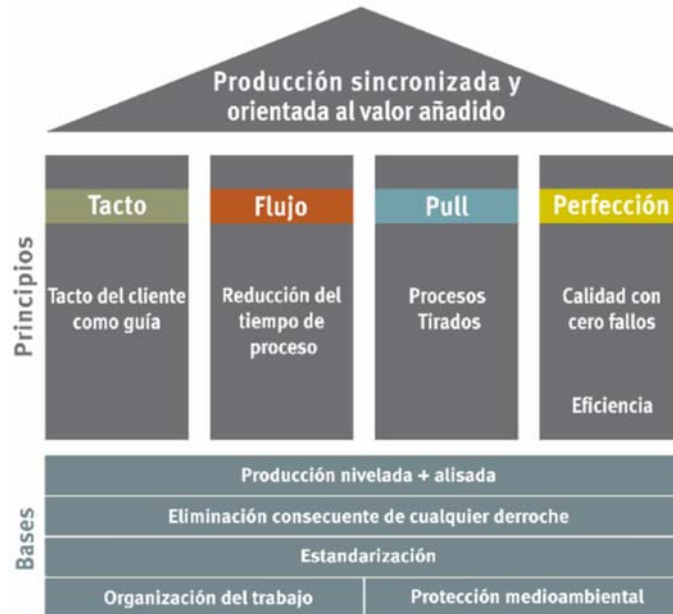 Producción sincronizada y
orientada al valor añadido
Principios
Tacto
Tacto del cliente
como guía
Flujo
Reducción del
tiempo de
proceso
Pull
Procesos
Tirados
Perfección
Calidad con
cero fallos
Eficiencia
Bases
Producción nivelada + alisada
Eliminación consecuente de cualquier derroche
Estandarización
Organización del trabajo
Protección medioambiental